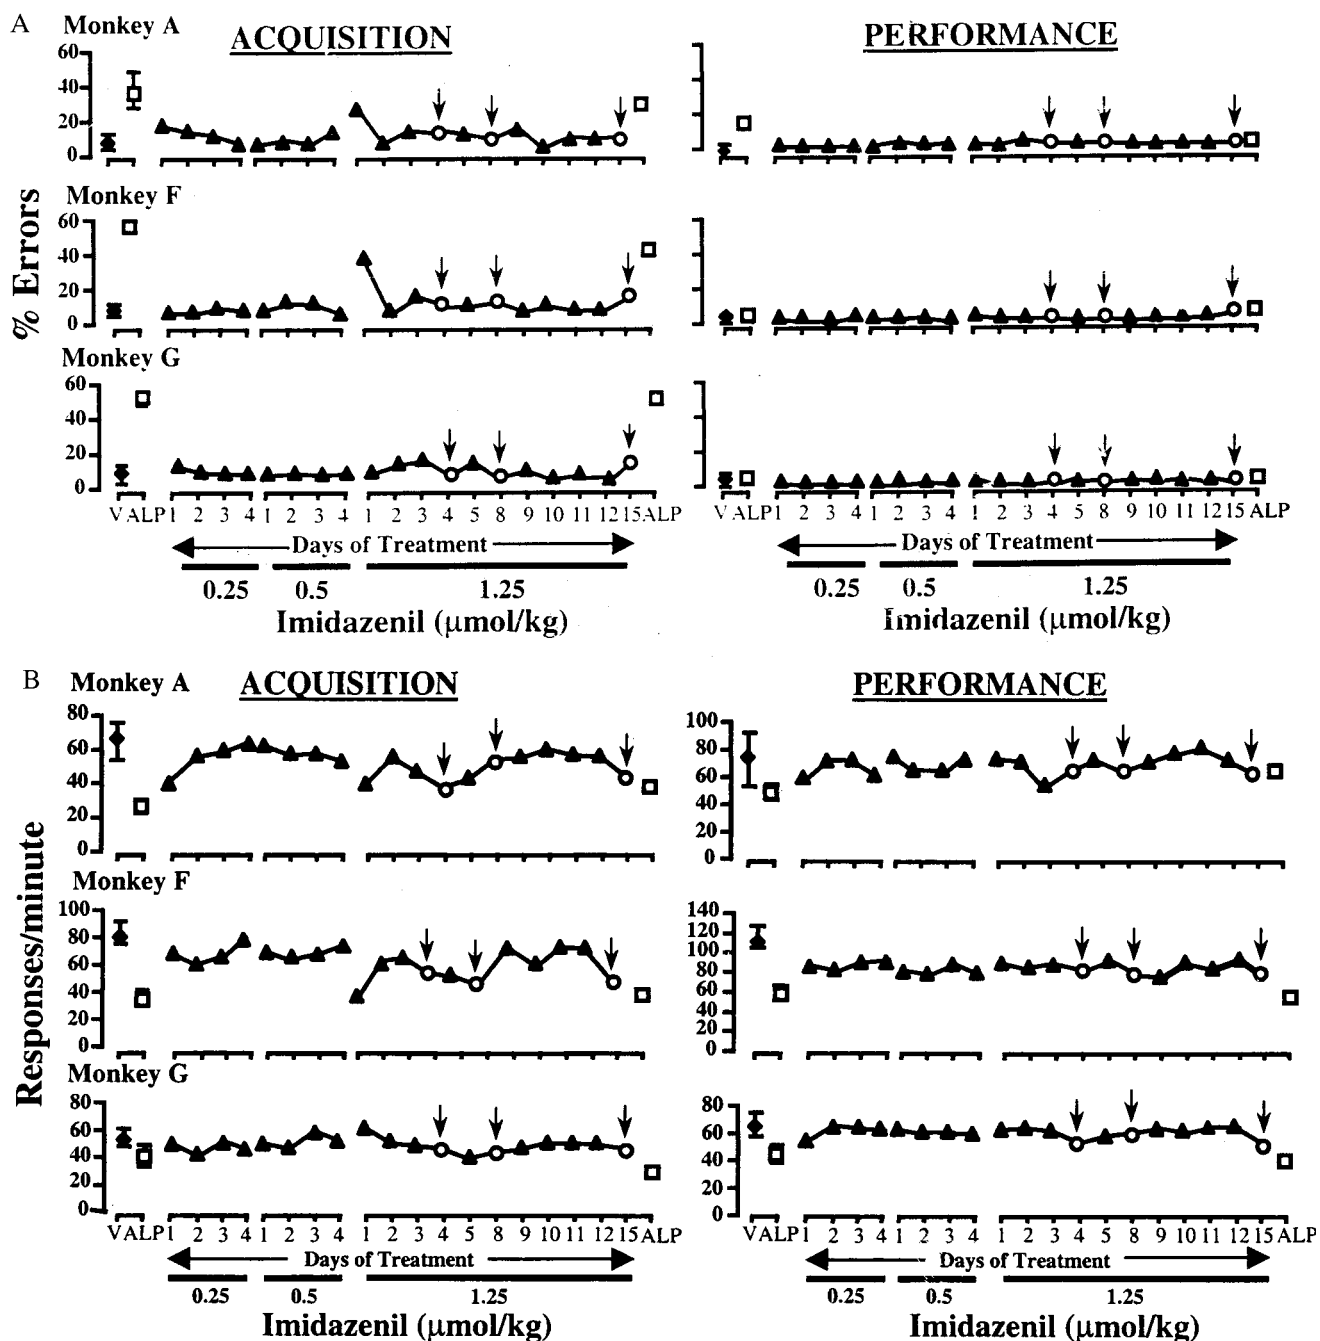 A
Monkey A
ACQUISITION
PERFORMANCE
60
40
20
0
Monkey F
60
40
20
0
Monkey G
60
40
20
0
% Errors
V ALP 1 2 3 4 1 2 3 4 1 2 3 4 5 8 9 10 11 12 15 ALP
V ALP 1 2 3 4 1 2 3 4 1 2 3 4 5 8 9 10 11 12 15 ALP
Days of Treatment
Days of Treatment
0.25 0.5 1.25
0.25 0.5 1.25
Imidazenil (μmol/kg)
Imidazenil (μmol/kg)
B
Monkey A
ACQUISITION
PERFORMANCE
80
60
40
20
0
100
80
60
40
20
0
Monkey F
100
80
60
40
20
0
140
120
100
80
60
40
20
0
Monkey G
80
60
40
20
0
80
60
40
20
0
Responses/minute
V ALP 1 2 3 4 1 2 3 4 1 2 3 4 5 8 9 10 11 12 15 ALP
V ALP 1 2 3 4 1 2 3 4 1 2 3 4 5 8 9 10 11 12 15 ALP
Days of Treatment
Days of Treatment
0.25 0.5 1.25
0.25 0.5 1.25
Imidazenil (μmol/kg)
Imidazenil (μmol/kg)